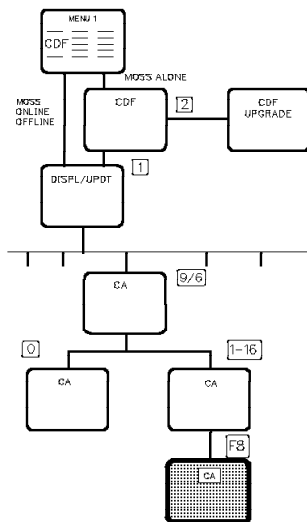 MENU 1
CDF
MOSS ALONE
MOSS
ONLINE
OFFLINE
CDF
2
CDF
UPGRADE
1
DISPL/UPDT
9/6
CA
0
1-16
CA
CA
F8
CA